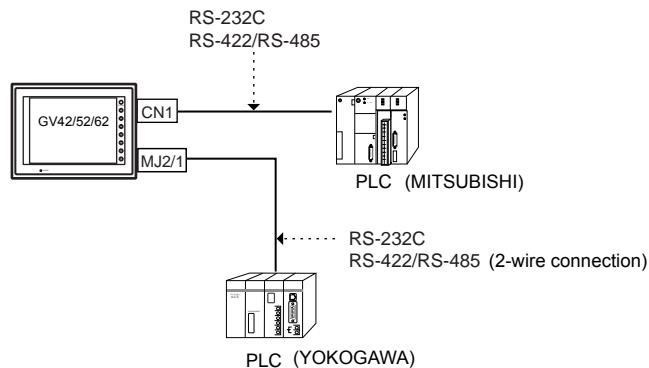 RS-232C
RS-422/RS-485
GV42/52/62
CN1
MJ2/1
PLC (MITSUBISHI)
RS-232C
RS-422/RS-485 (2-wire connection)
PLC (YOKOGAWA)